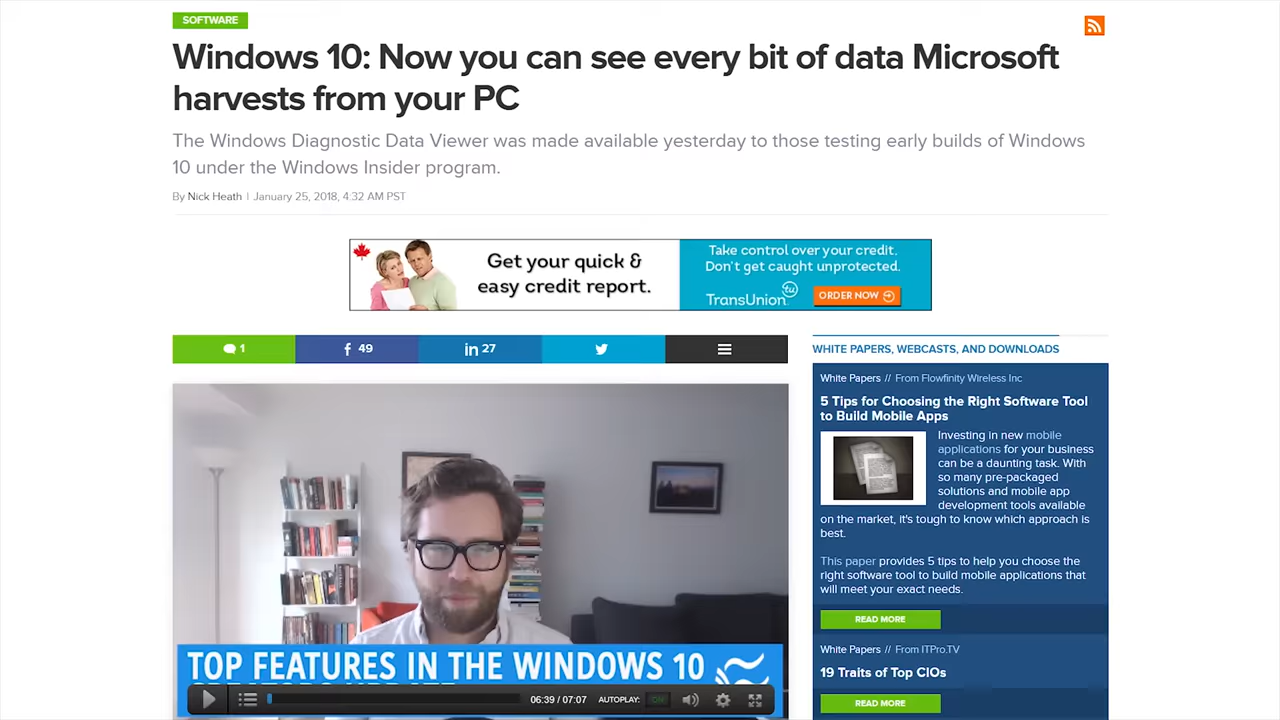 SOFTWARE
Windows 10: Now you can see every bit of data Microsoft
harvests from your PC
The Windows Diagnostic Data Viewer was made available yesterday to those testing early builds of Windows
10 under the Windows Insider program.
By Nick Heath | January 25, 2018, 4:32 AM PST
Get your quick &
easy credit report.
Take control over your credit.
Don't get caught unprotected.
TransUnion tu
ORDER NOW
1
f 49
in 27
WHITE PAPERS, WEBCASTS, AND DOWNLOADS
White Papers // From Flowfinity Wireless Inc
5 Tips for Choosing the Right Software Tool
to Build Mobile Apps
Investing in new mobile
applications for your business
can be a daunting task. With
so many pre-packaged
solutions and mobile app
development tools available
on the market, it's tough to know which approach is
best.
This paper provides 5 tips to help you choose the
right software tool to build mobile applications that
will meet your exact needs.
READ MORE
White Papers // From ITPro.TV
19 Traits of Top CIOs
READ MORE
TOP FEATURES IN THE WINDOWS 10
06:39 / 07:07 AUTOPLAY: ON